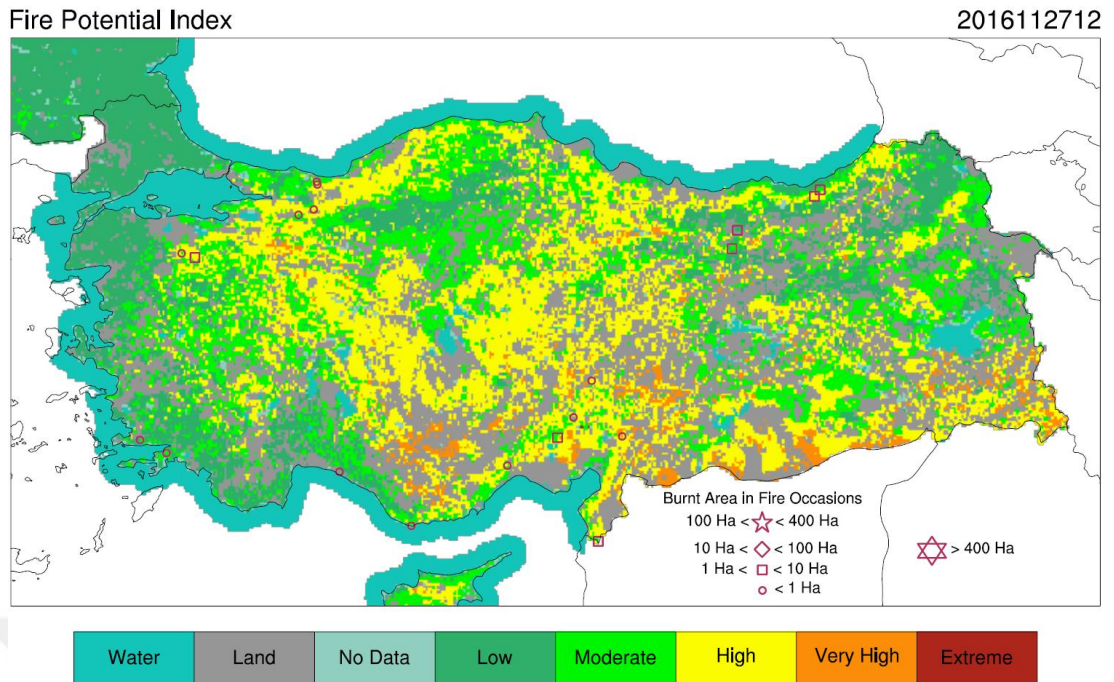 Fire Potential Index 2016112712
Burnt Area in Fire Occasions
100 Ha < < 400 Ha
10 Ha < < 100 Ha
1 Ha < < 10 Ha
< 1 Ha
> 400 Ha
Water Land No Data Low Moderate High Very High Extreme